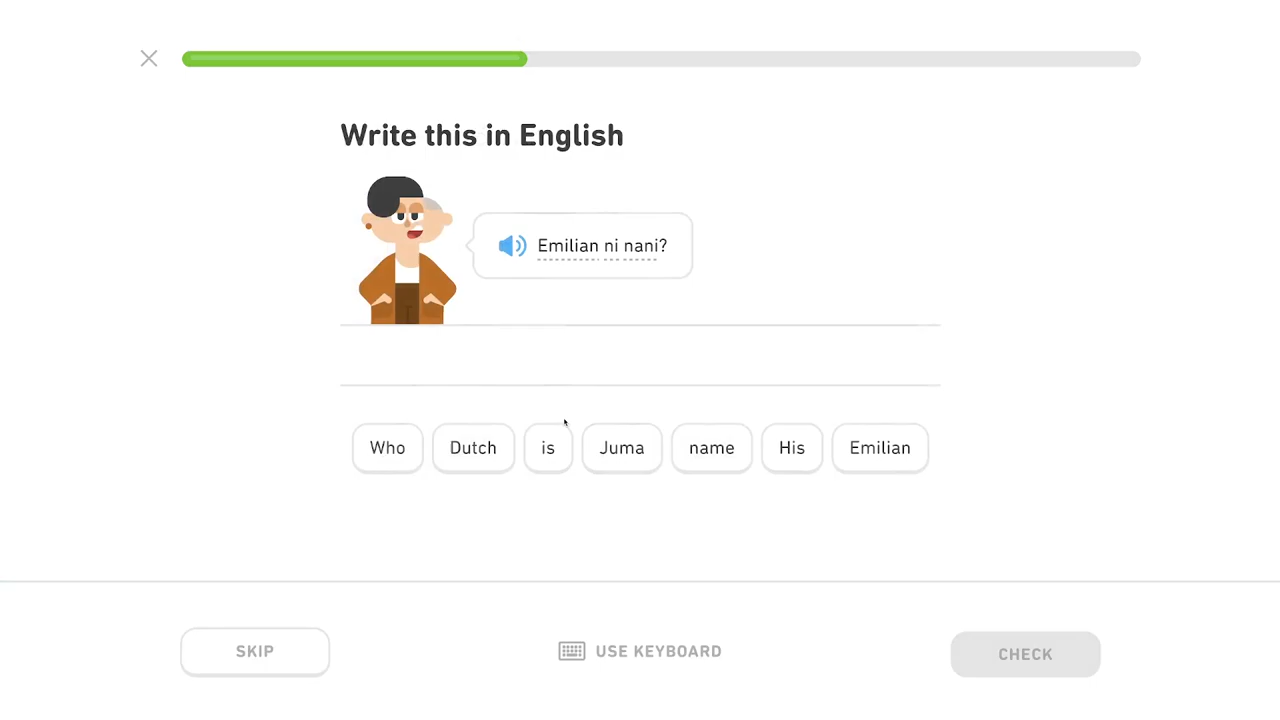 Write this in English
Emilian ni nani?
Who Dutch is Juma name His Emilian
SKIP USE KEYBOARD CHECK